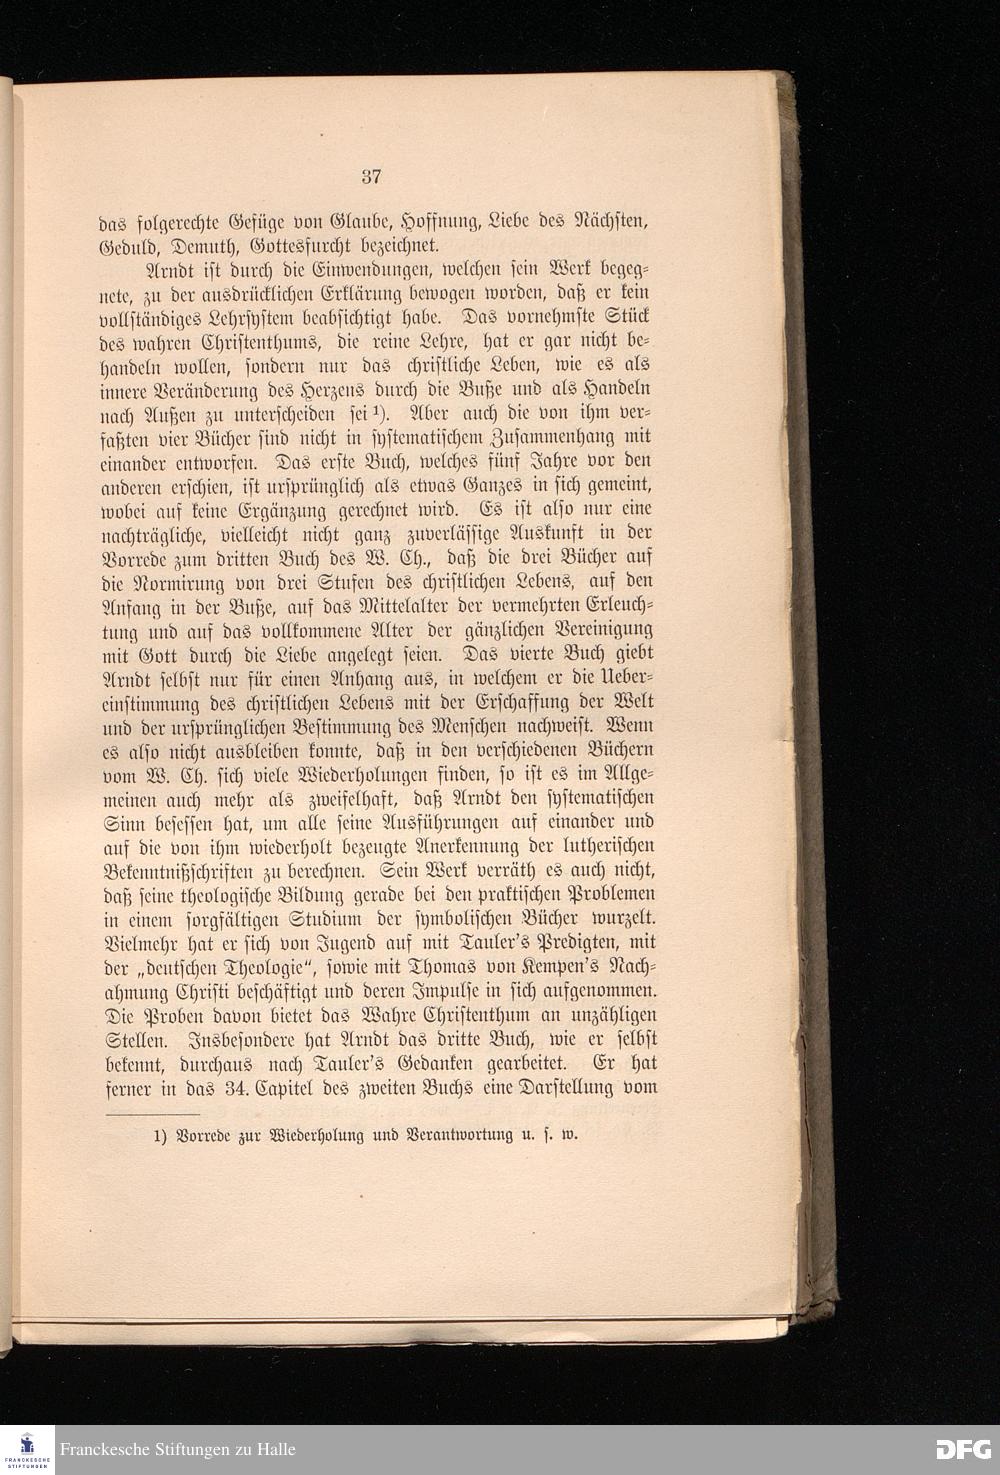 37
das folgerechte Gefüge von Glaube, Hoffnung, Liebe des Nächsten,
Geduld, Demuth, Gottesfurcht bezeichnet.
Arndt ist durch die Einwendungen, welchen sein Werk begeg-
nete, zu der ausdrücklichen Erklärung bewogen worden, daß er kein
vollständiges Lehrsystem beabsichtigt habe. Das vornehmste Stück
des wahren Christenthums, die reine Lehre, hat er gar nicht be-
handeln wollen, sondern nur das christliche Leben, wie es als
innere Veränderung des Herzens durch die Buße und als Handeln
nach Außen zu unterscheiden sei ¹). Aber auch die von ihm ver-
faßten vier Bücher sind nicht in systematischem Zusammenhang mit
einander entworfen. Das erste Buch, welches fünf Jahre vor den
anderen erschien, ist ursprünglich als etwas Ganzes in sich gemeint,
wobei auf keine Ergänzung gerechnet wird. Es ist also nur eine
nachträgliche, vielleicht nicht ganz zuverlässige Auskunft in der
Vorrede zum dritten Buch des W. Ch., daß die drei Bücher auf
die Normirung von drei Stufen des christlichen Lebens, auf den
Anfang in der Buße, auf das Mittelalter der vermehrten Erleuch-
tung und auf das vollkommene Alter der gänzlichen Vereinigung
mit Gott durch die Liebe angelegt seien. Das vierte Buch giebt
Arndt selbst nur für einen Anhang aus, in welchem er die Ueber-
einstimmung des christlichen Lebens mit der Erschaffung der Welt
und der ursprünglichen Bestimmung des Menschen nachweist. Wenn
es also nicht ausbleiben konnte, daß in den verschiedenen Büchern
vom W. Ch. sich viele Wiederholungen finden, so ist es im Allge-
meinen auch mehr als zweifelhaft, daß Arndt den systematischen
Sinn besessen hat, um alle seine Ausführungen auf einander und
auf die von ihm wiederholt bezeugte Anerkennung der lutherischen
Bekenntnißschriften zu berechnen. Sein Werk verräth es auch nicht,
daß seine theologische Bildung gerade bei den praktischen Problemen
in einem sorgfältigen Studium der symbolischen Bücher wurzelt.
Vielmehr hat er sich von Jugend auf mit Tauler's Predigten, mit
der „deutschen Theologie“, sowie mit Thomas von Kempen's Nach-
ahmung Christi beschäftigt und deren Impulse in sich aufgenommen.
Die Proben davon bietet das Wahre Christenthum an unzähligen
Stellen. Insbesondere hat Arndt das dritte Buch, wie er selbst
bekennt, durchaus nach Tauler's Gedanken gearbeitet. Er hat
ferner in das 34. Capitel des zweiten Buchs eine Darstellung vom
1) Vorrede zur Wiederholung und Verantwortung u. s. w.
FRANCKESCHE
STIFTUNGEN
Franckesche Stiftungen zu Halle
DFG